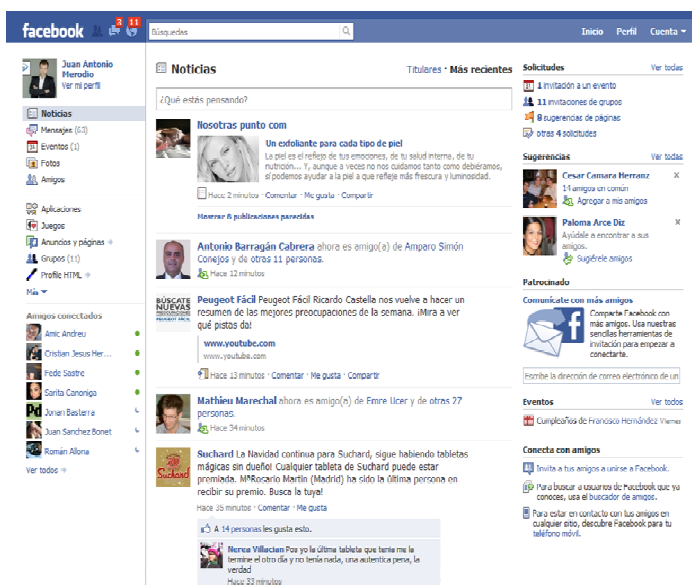 facebook
3
11
Búsquedas
Inicio Perfil Cuenta
Juan Antonio
Merodio
Ver mi perfil
Noticias
Mensajes (63)
Eventos (1)
Fotos
Amigos
Aplicaciones
Juegos
Anuncios y páginas
Grupos (11)
Profile HTML
Más
Amigos conectados
Amic Andreu
Cristian Jesus Her...
Fede Sastre
Sarita Canoniga
Jonan Basterra
Juan Sanchez Bonet
Román Allona
Ver todos
Noticias
Titulares · Más recientes
¿Qué estás pensando?
Nosotras punto com
Un exfoliante para cada tipo de piel
La piel es el reflejo de tus emociones, de tu salud interna, de tu
nutrición... Y, aunque a veces no nos cuidamos tanto como debiéramos,
sí podemos ayudar a la piel a que refleje más frescura y luminosidad.
Hace 2 minutos · Comentar · Me gusta · Compartir
Mostrar 6 publicaciones parecidas
Antonio Barragán Cabrera ahora es amigo(a) de Amparo Simón
Conejos y de otras 11 personas.
Hace 12 minutos
BÚSCATE
NUEVAS
PREOCUPACIONES
PEUGEOT FÁCIL
Peugeot Fácil Peugeot Fácil Ricardo Castella nos vuelve a hacer un
resumen de las mejores preocupaciones de la semana. ¡Mira a ver
qué pistas da!
www.youtube.com
www.youtube.com
Hace 13 minutos · Comentar · Me gusta · Compartir
Mathieu Marechal ahora es amigo(a) de Emre Ucer y de otras 27
personas.
Hace 34 minutos
Suchard
Suchard La Navidad continua para Suchard, sigue habiendo tabletas
mágicas sin dueño! Cualquier tableta de Suchard puede estar
premiada. MªRosario Martin (Madrid) ha sido la última persona en
recibir su premio. Busca la tuya!
Hace 35 minutos · Comentar · Me gusta
A 14 personas les gusta esto.
Nerea Villacian Pos yo la última tableta que tenia me la
termine el otro día y no tenía nada, una autentica pena, la
verdad
Hace 33 minutos
Solicitudes
Ver todas
1 invitación a un evento
11 invitaciones de grupos
8 sugerencias de páginas
otras 4 solicitudes
Sugerencias
Ver todas
Cesar Camara Herranz
x
14 amigos en común
Agregar a mis amigos
Paloma Arce Diz
x
Ayúdale a encontrar a sus
amigos.
Sugiérele amigos
Patrocinado
Comunícate con más amigos
Comparte Facebook con
más amigos. Usa nuestras
sencillas herramientas de
invitación para empezar a
conectarte.
Escribe la dirección de correo electrónico de un
Eventos
Ver todos
Cumpleaños de Francisco Hernández Viernes
Conecta con amigos
Invita a tus amigos a unirse a Facebook.
Para buscar a usuarios de Facebook que ya
conoces, usa el buscador de amigos.
Para estar en contacto con tus amigos en
cualquier sitio, descubre Facebook para tu
teléfono móvil.